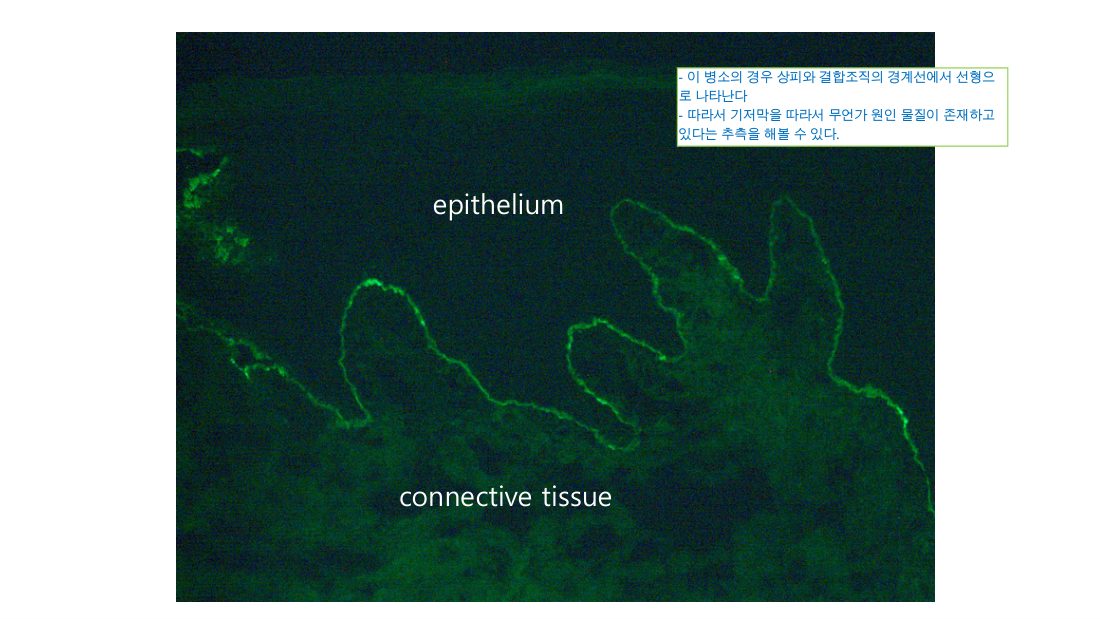 - 이 병소의 경우 상피와 결합조직의 경계선에서 선형으
로 나타난다
- 따라서 기저막을 따라서 무언가 원인 물질이 존재하고
있다는 추측을 해볼 수 있다.
epithelium
connective tissue